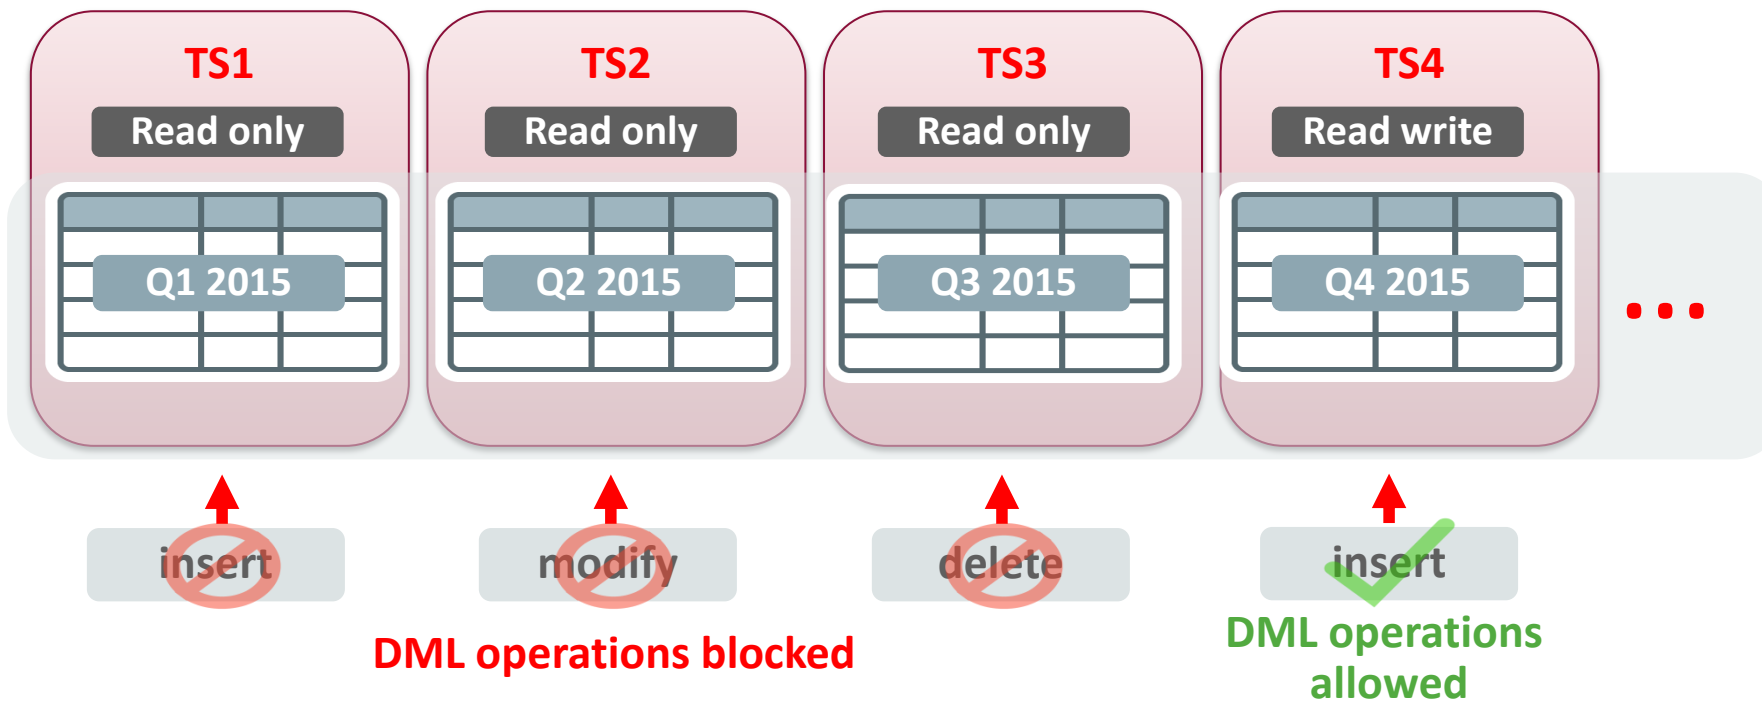 TS1
TS2
TS3
TS4
Read only
Read only
Read only
Read write
Q1 2015
Q2 2015
Q3 2015
Q4 2015
...
insert
modify
delete
insert
DML operations blocked
DML operations
allowed